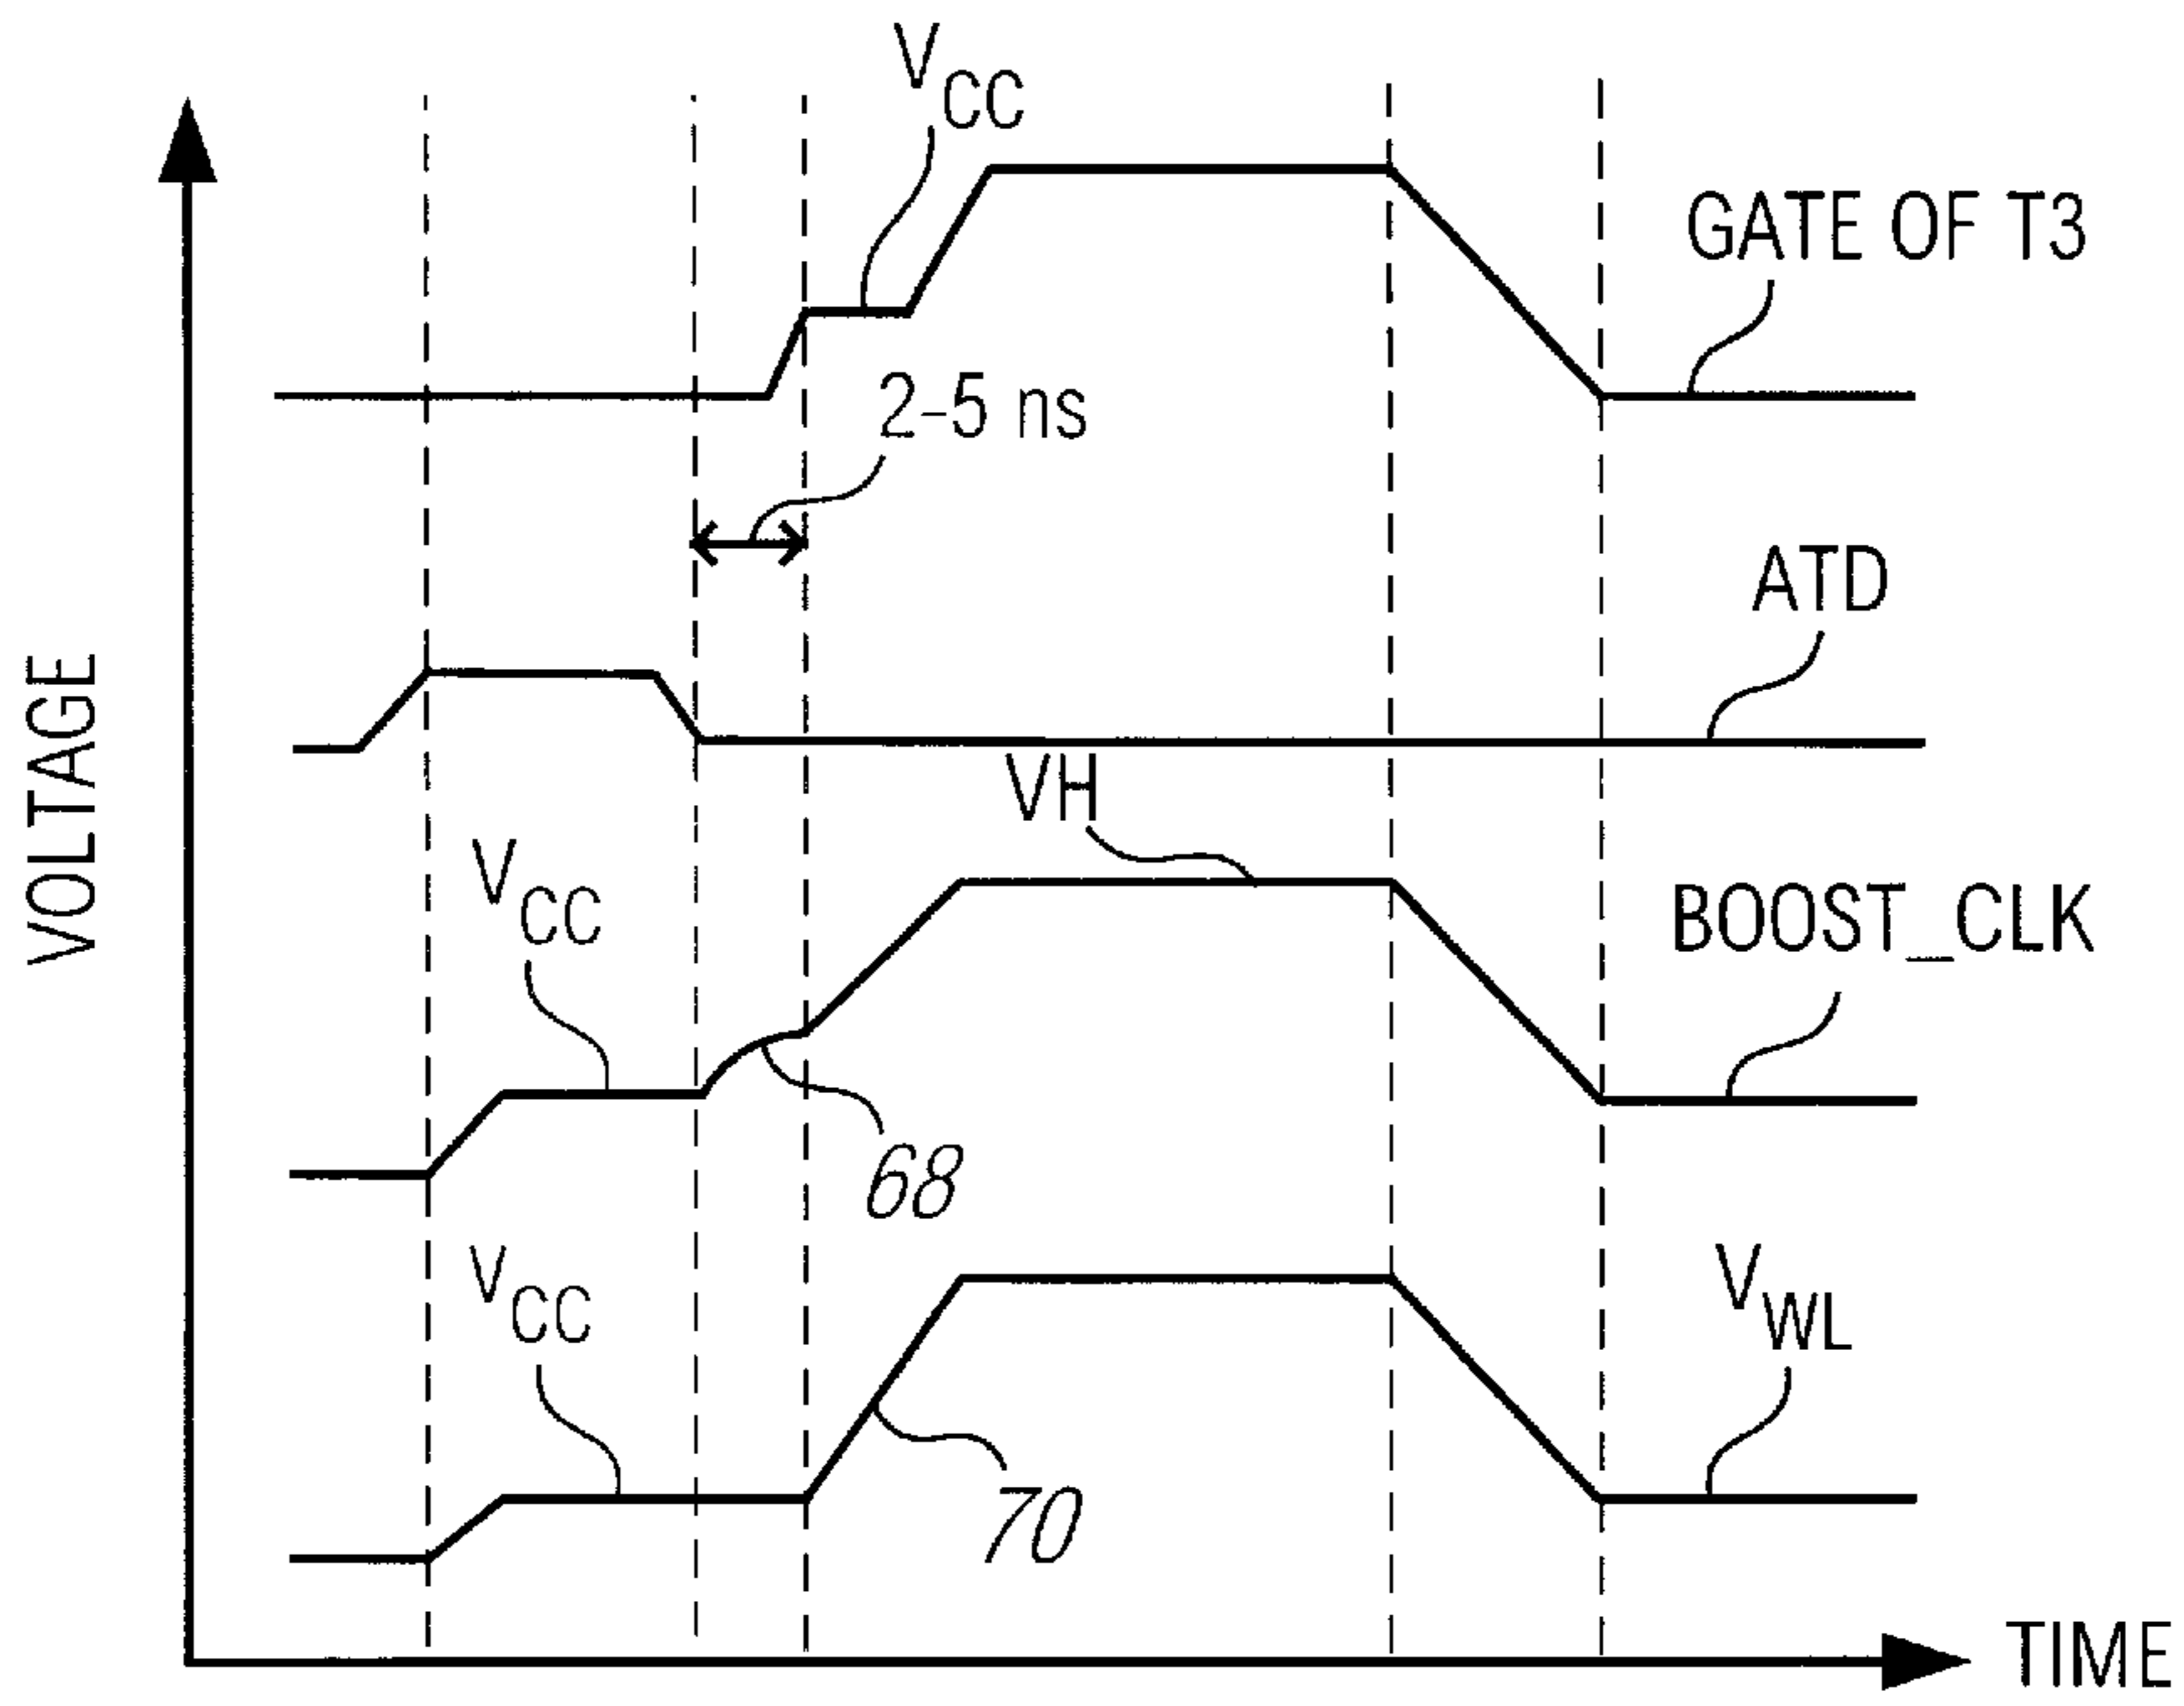 VCC
GATE OF T3
2-5 ns
ATD
VOLTAGE
VH
VCC
BOOST_CLK
68
VCC
VWL
70
TIME